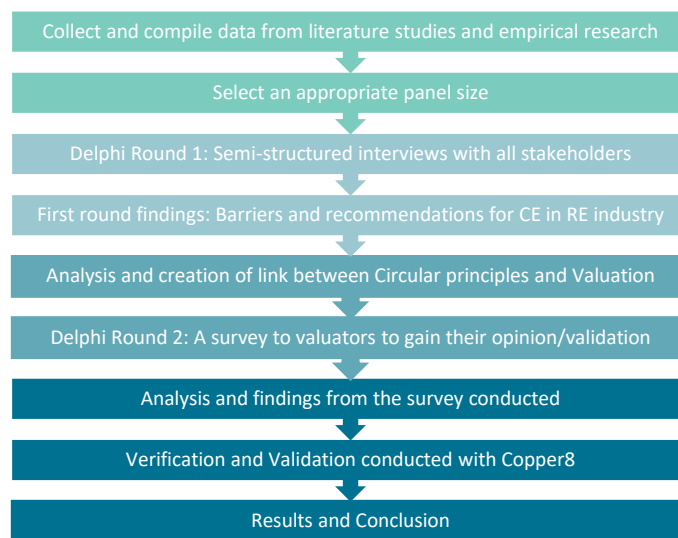 Collect and compile data from literature studies and empirical research
Select an appropriate panel size
Delphi Round 1: Semi-structured interviews with all stakeholders
First round findings: Barriers and recommendations for CE in RE industry
Analysis and creation of link between Circular principles and Valuation
Delphi Round 2: A survey to valuators to gain their opinion/validation
Analysis and findings from the survey conducted
Verification and Validation conducted with Copper8
Results and Conclusion